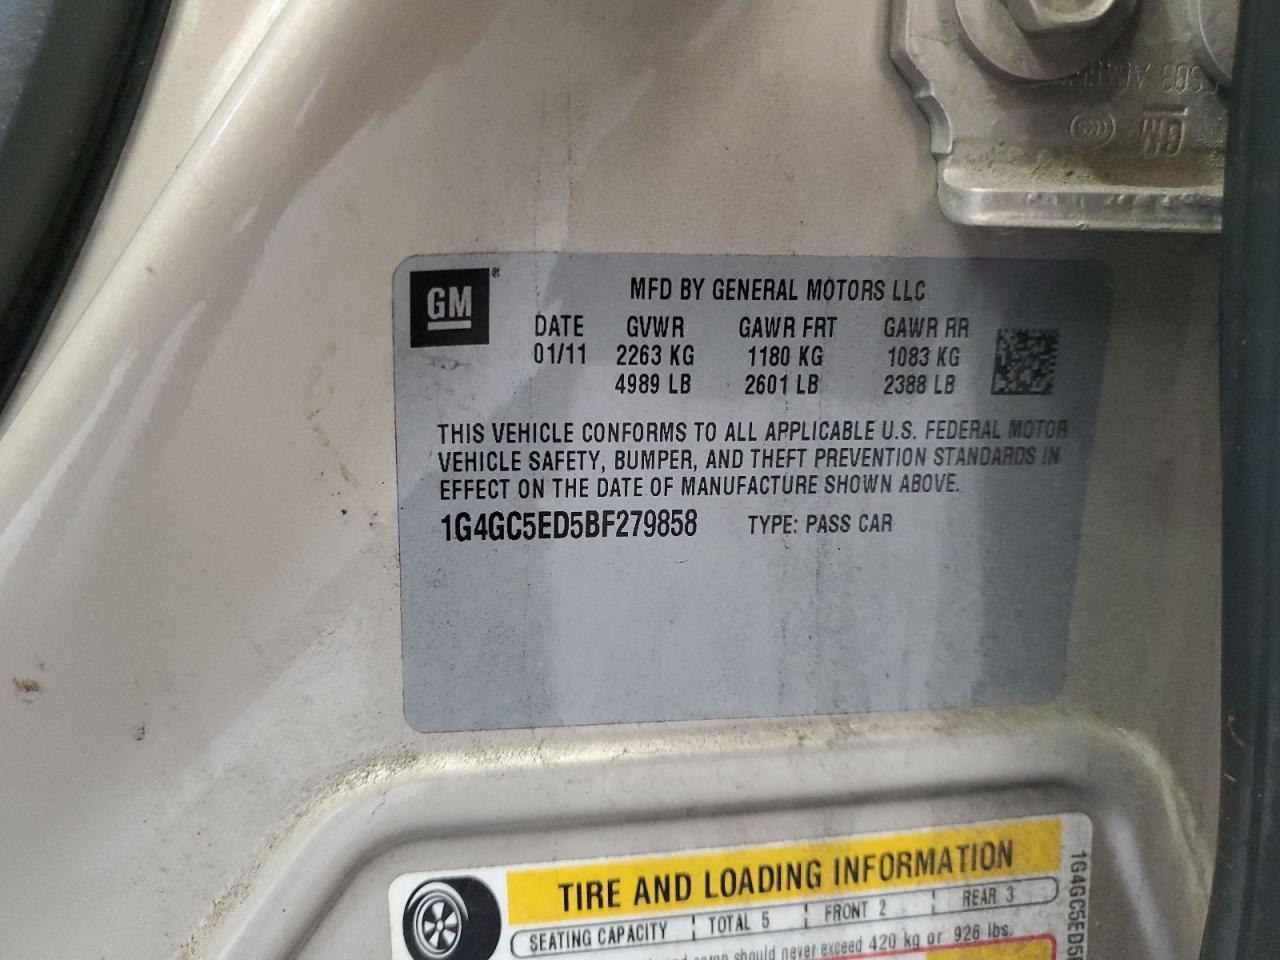 GM®
MFD BY GENERAL MOTORS LLC
DATE GVWR GAWR FRT GAWR RR
01/11 2263 KG 1180 KG 1083 KG
4989 LB 2601 LB 2388 LB
THIS VEHICLE CONFORMS TO ALL APPLICABLE U.S. FEDERAL MOTOR
VEHICLE SAFETY, BUMPER, AND THEFT PREVENTION STANDARDS IN
EFFECT ON THE DATE OF MANUFACTURE SHOWN ABOVE.
1G4GC5ED5BF279858 TYPE: PASS CAR
TIRE AND LOADING INFORMATION
SEATING CAPACITY TOTAL 5 FRONT 2 REAR 3
should never exceed 420 kg or 926 lbs.
1G4GC5ED5
GM